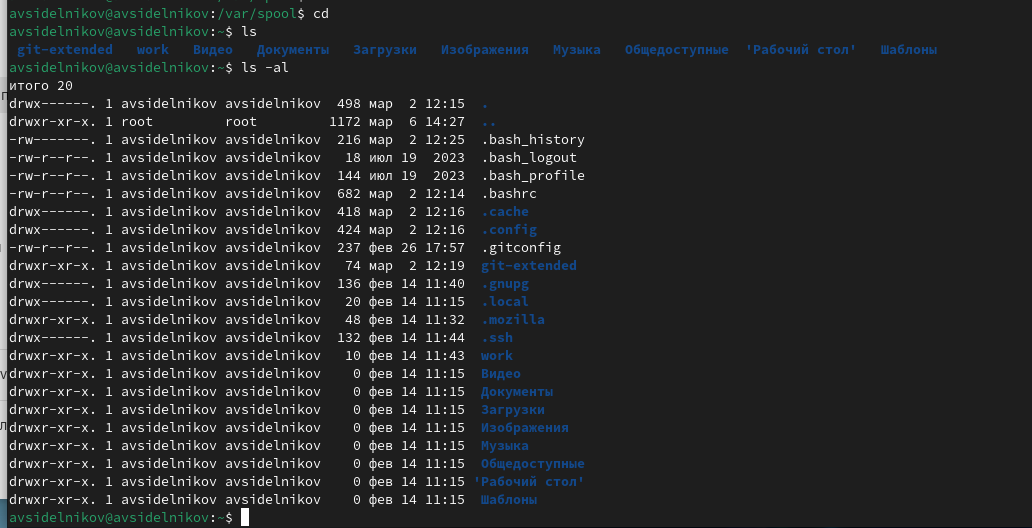 avsidelnikov@avsidelnikov:/var/spool$ cd
avsidelnikov@avsidelnikov:~$ ls
git-extended work Видео Документы Загрузки Изображения Музыка Общедоступные 'Рабочий стол' Шаблоны
avsidelnikov@avsidelnikov:~$ ls -al
итого 20
drwx------. 1 avsidelnikov avsidelnikov 498 мар 2 12:15 .
drwxr-xr-x. 1 root root 1172 мар 6 14:27 ..
-rw-------. 1 avsidelnikov avsidelnikov 216 мар 2 12:25 .bash_history
-rw-r--r--. 1 avsidelnikov avsidelnikov 18 июл 19 2023 .bash_logout
-rw-r--r--. 1 avsidelnikov avsidelnikov 144 июл 19 2023 .bash_profile
-rw-r--r--. 1 avsidelnikov avsidelnikov 682 мар 2 12:14 .bashrc
drwx------. 1 avsidelnikov avsidelnikov 418 мар 2 12:16 .cache
drwx------. 1 avsidelnikov avsidelnikov 424 мар 2 12:16 .config
-rw-r--r--. 1 avsidelnikov avsidelnikov 237 фев 26 17:57 .gitconfig
drwxr-xr-x. 1 avsidelnikov avsidelnikov 74 мар 2 12:19 git-extended
drwx------. 1 avsidelnikov avsidelnikov 136 фев 14 11:40 .gnupg
drwx------. 1 avsidelnikov avsidelnikov 20 фев 14 11:15 .local
drwxr-xr-x. 1 avsidelnikov avsidelnikov 48 фев 14 11:32 .mozilla
drwx------. 1 avsidelnikov avsidelnikov 132 фев 14 11:44 .ssh
drwxr-xr-x. 1 avsidelnikov avsidelnikov 10 фев 14 11:43 work
drwxr-xr-x. 1 avsidelnikov avsidelnikov 0 фев 14 11:15 Видео
drwxr-xr-x. 1 avsidelnikov avsidelnikov 0 фев 14 11:15 Документы
drwxr-xr-x. 1 avsidelnikov avsidelnikov 0 фев 14 11:15 Загрузки
drwxr-xr-x. 1 avsidelnikov avsidelnikov 0 фев 14 11:15 Изображения
drwxr-xr-x. 1 avsidelnikov avsidelnikov 0 фев 14 11:15 Музыка
drwxr-xr-x. 1 avsidelnikov avsidelnikov 0 фев 14 11:15 Общедоступные
drwxr-xr-x. 1 avsidelnikov avsidelnikov 0 фев 14 11:15 'Рабочий стол'
drwxr-xr-x. 1 avsidelnikov avsidelnikov 0 фев 14 11:15 Шаблоны
avsidelnikov@avsidelnikov:~$